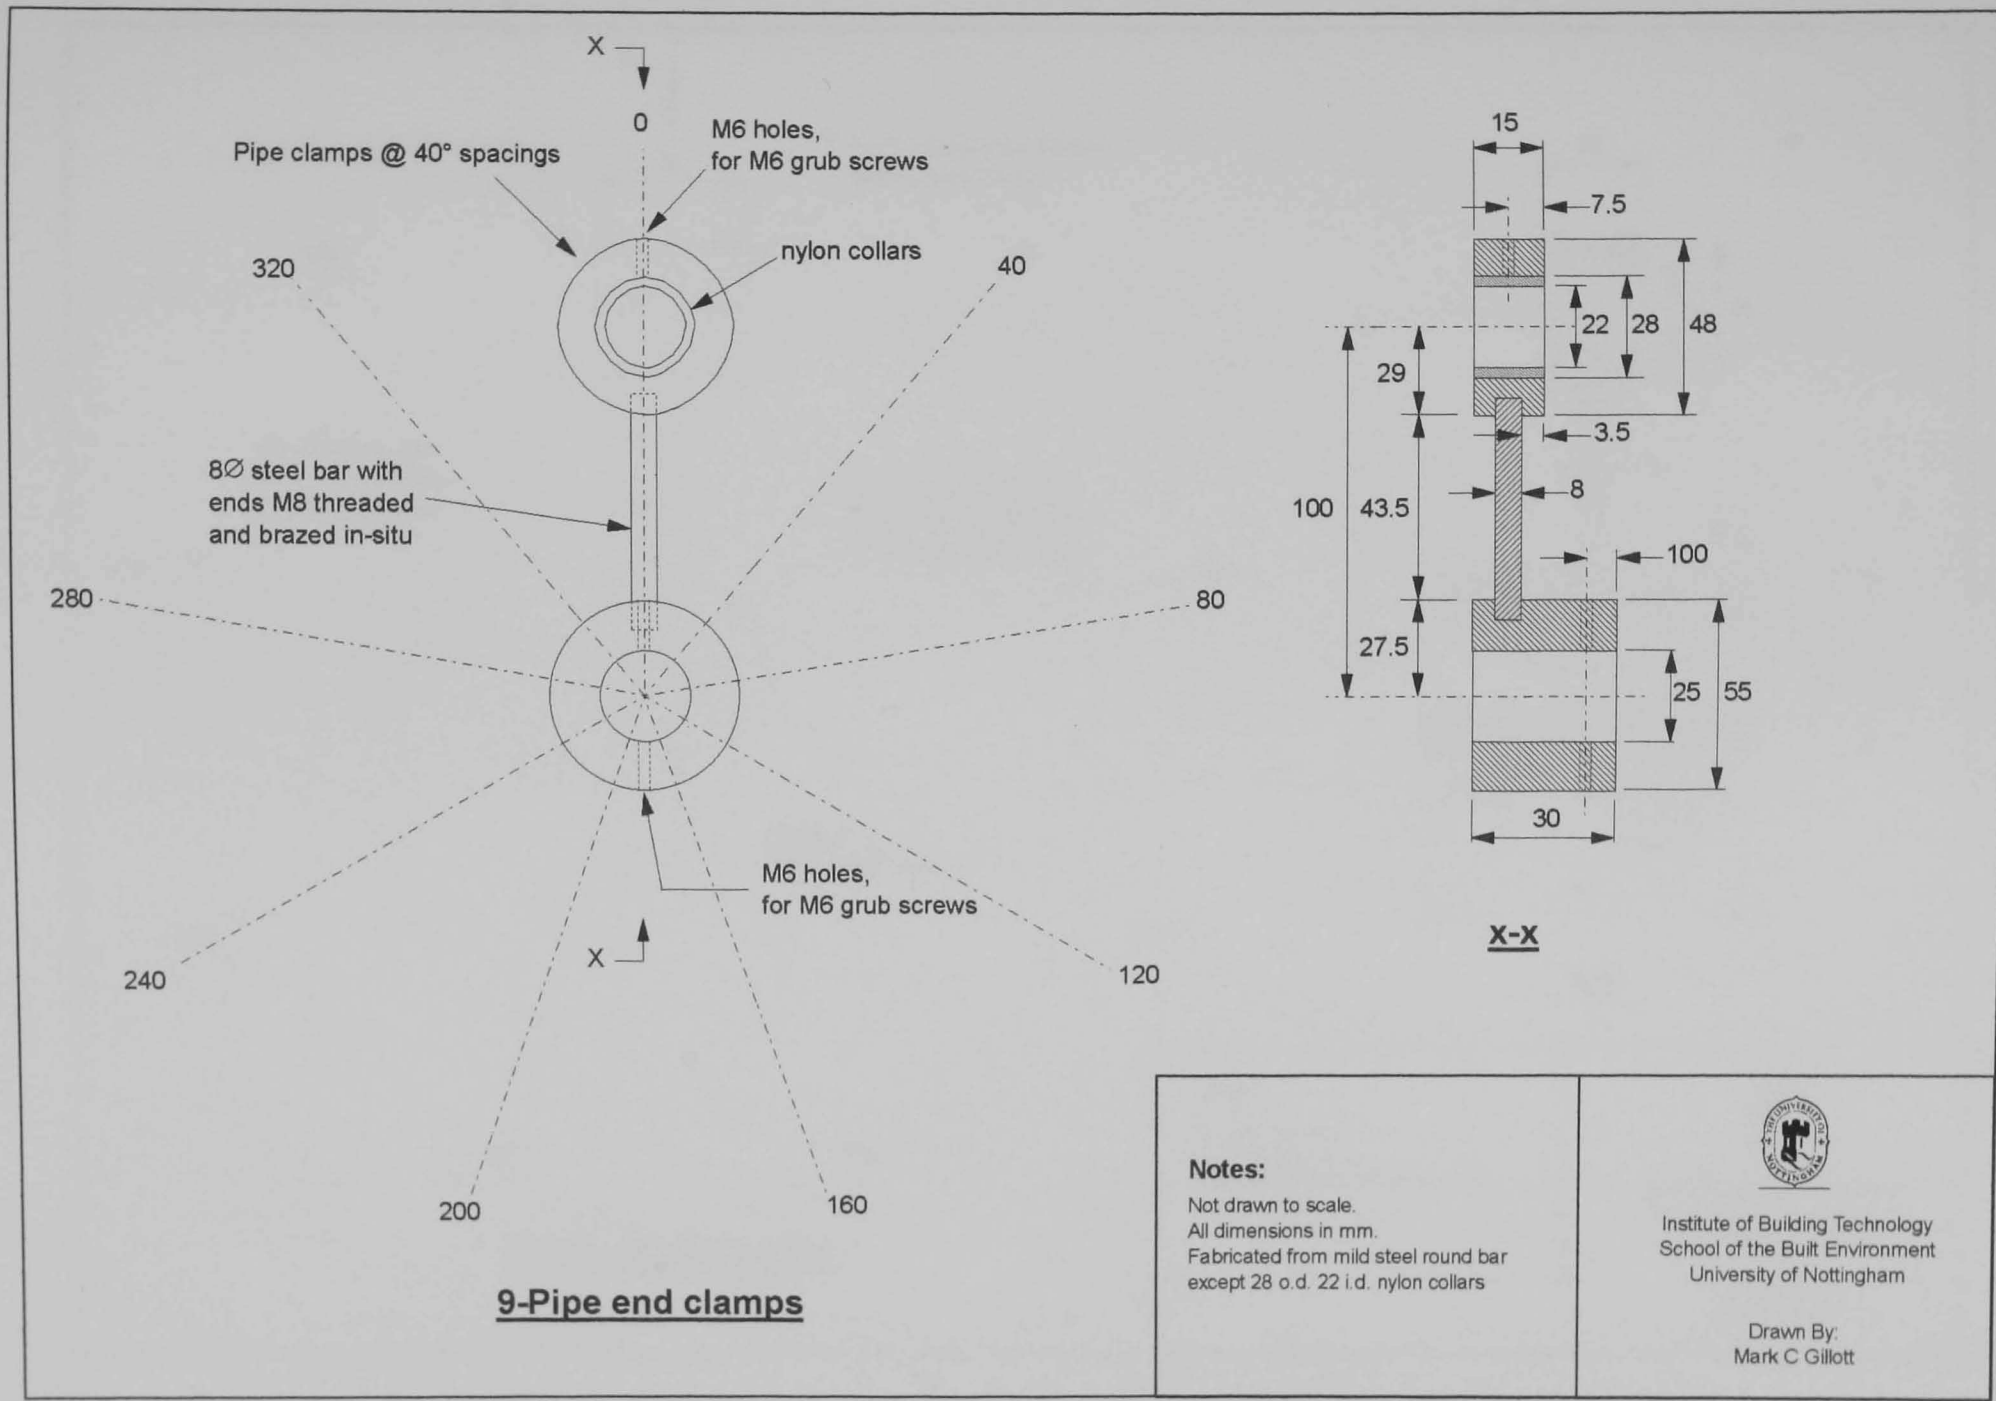 X
0
M6 holes,
for M6 grub screws
Pipe clamps @ 40° spacings
nylon collars
320
40
8Ø steel bar with
ends M8 threaded
and brazed in-situ
280
80
M6 holes,
for M6 grub screws
X
240
120
200
160
9-Pipe end clamps
15
7.5
22
28
48
29
3.5
8
100
43.5
100
27.5
25
55
30
X-X
Notes:
Not drawn to scale.
All dimensions in mm.
Fabricated from mild steel round bar
except 28 o.d. 22 i.d. nylon collars
THE UNIVERSITY OF
NOTTINGHAM
Institute of Building Technology
School of the Built Environment
University of Nottingham
Drawn By:
Mark C Gillott